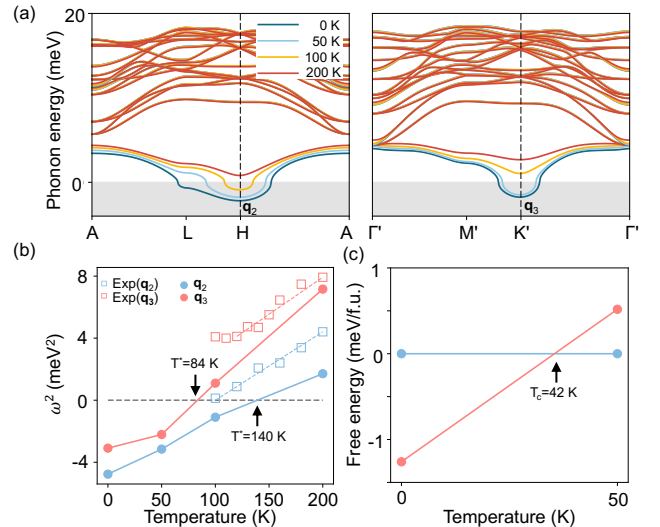 (a)
20
0
Phonon energy (meV)
0 K
50 K
100 K
200 K
q2
A L H A
q3
Γ' M' K' Γ'
(b)
8
4
0
-4
ω² (meV²)
Exp(q2) q2
Exp(q3) q3
T*=84 K
T*=140 K
0 50 100 150 200
Temperature (K)
(c)
1
0
-1
Free energy (meV/f.u.)
Tc=42 K
0 50
Temperature (K)